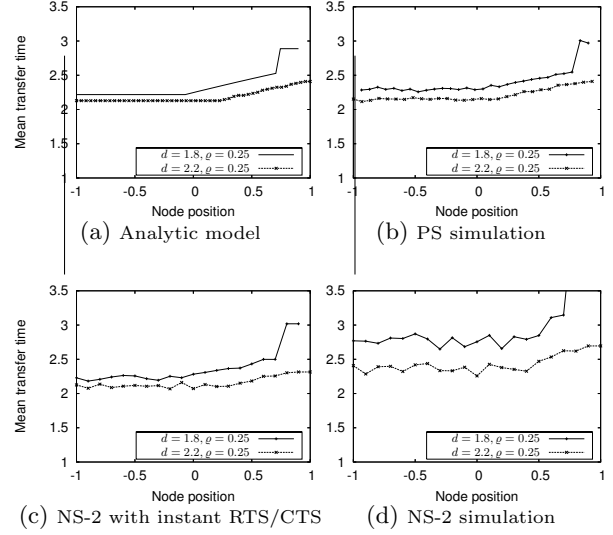 Mean transfer time
3.5
3
2.5
2
1.5
1
d = 1.8, ϱ = 0.25
d = 2.2, ϱ = 0.25
-1 -0.5 0 0.5 1
Node position
(a) Analytic model
3.5
3
2.5
2
1.5
1
d = 1.8, ϱ = 0.25
d = 2.2, ϱ = 0.25
-1 -0.5 0 0.5 1
Node position
(b) PS simulation
Mean transfer time
3.5
3
2.5
2
1.5
1
d = 1.8, ϱ = 0.25
d = 2.2, ϱ = 0.25
-1 -0.5 0 0.5 1
Node position
(c) NS-2 with instant RTS/CTS
3.5
3
2.5
2
1.5
1
d = 1.8, ϱ = 0.25
d = 2.2, ϱ = 0.25
-1 -0.5 0 0.5 1
Node position
(d) NS-2 simulation